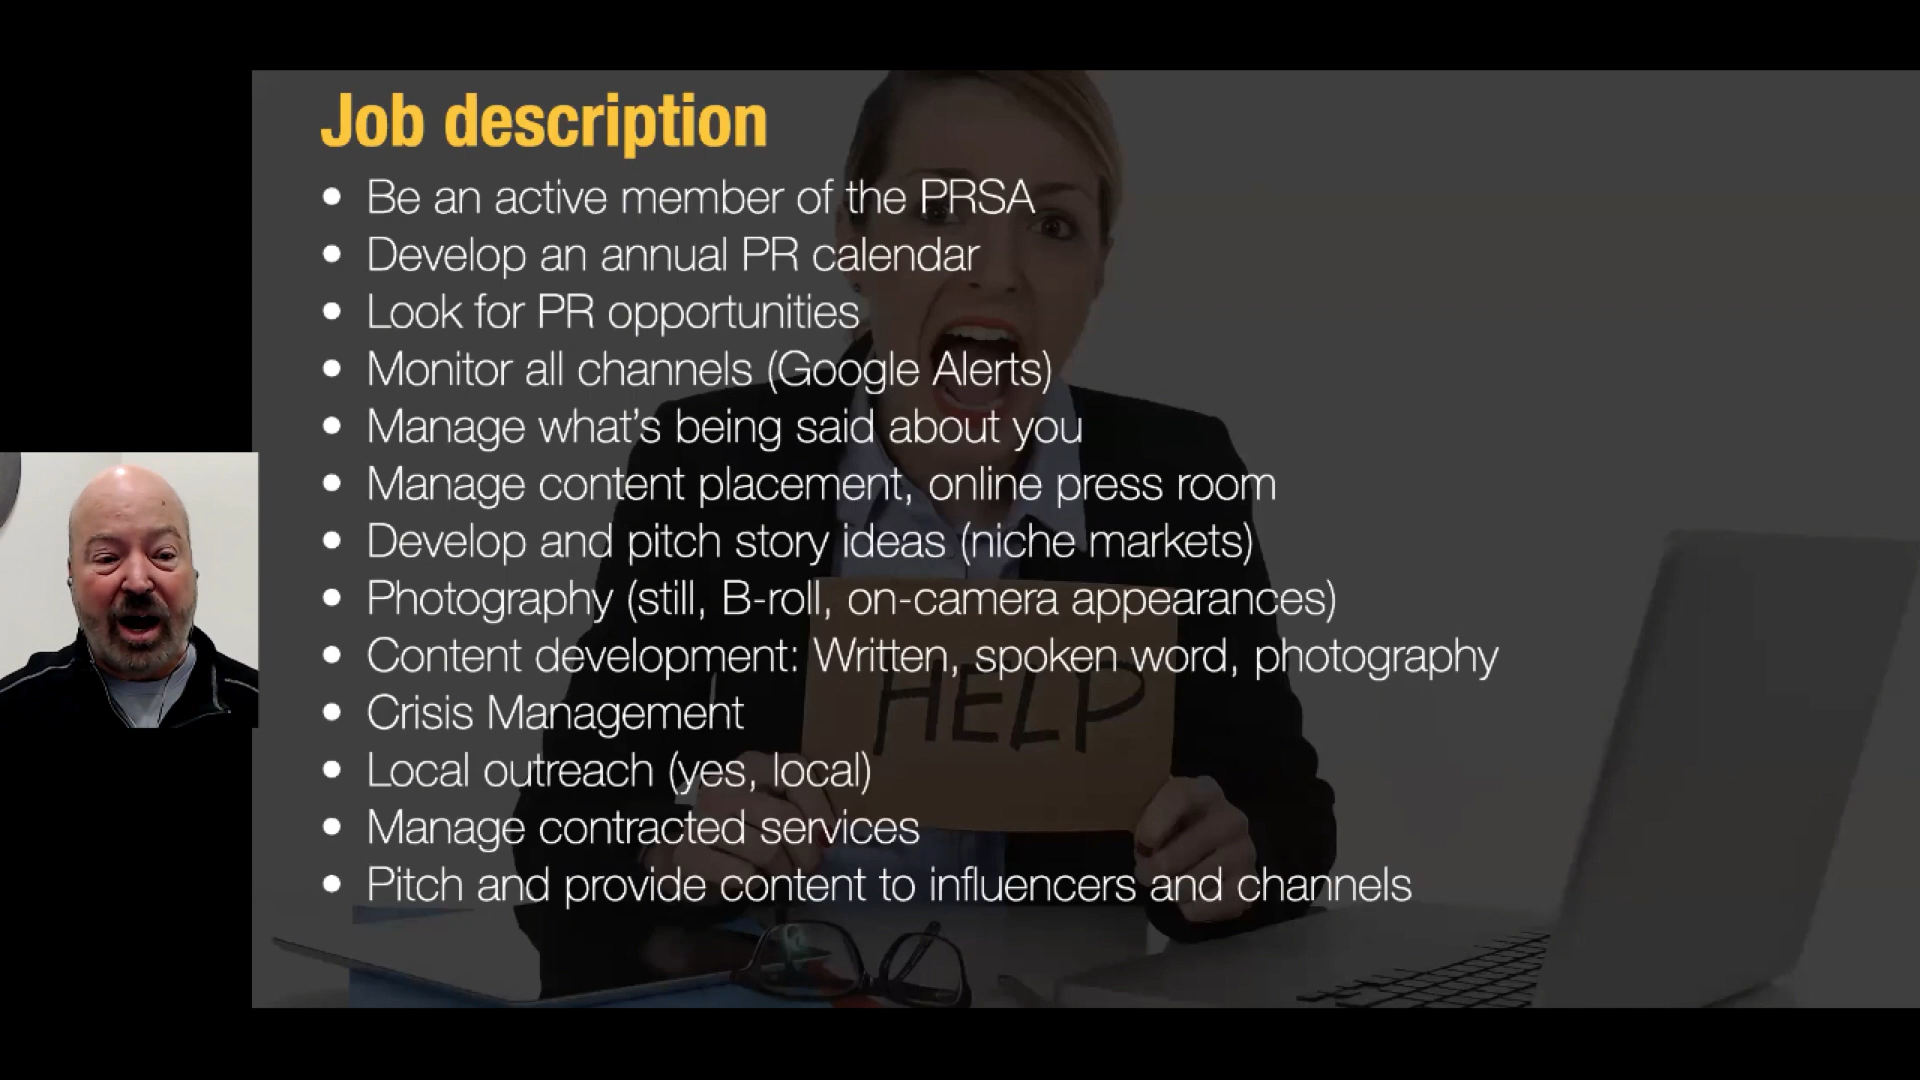 Job description
• Be an active member of the PRSA
• Develop an annual PR calendar
• Look for PR opportunities
• Monitor all channels (Google Alerts)
• Manage what's being said about you
• Manage content placement, online press room
• Develop and pitch story ideas (niche markets)
• Photography (still, B-roll, on-camera appearances)
• Content development: Written, spoken word, photography
HELP
• Crisis Management
• Local outreach (yes, local)
• Manage contracted services
• Pitch and provide content to influencers and channels